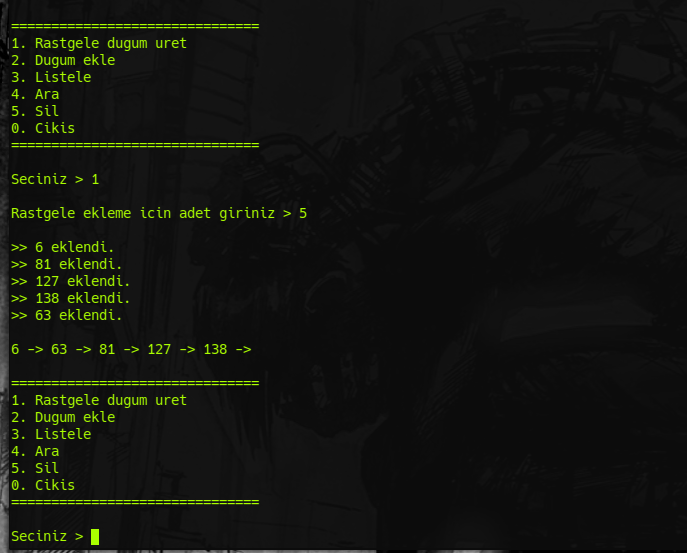 ===============================
1. Rastgele dugum uret
2. Dugum ekle
3. Listele
4. Ara
5. Sil
0. Cikis
===============================
Seciniz > 1
Rastgele ekleme icin adet giriniz > 5
>> 6 eklendi.
>> 81 eklendi.
>> 127 eklendi.
>> 138 eklendi.
>> 63 eklendi.
6 -> 63 -> 81 -> 127 -> 138 ->
===============================
1. Rastgele dugum uret
2. Dugum ekle
3. Listele
4. Ara
5. Sil
0. Cikis
===============================
Seciniz >